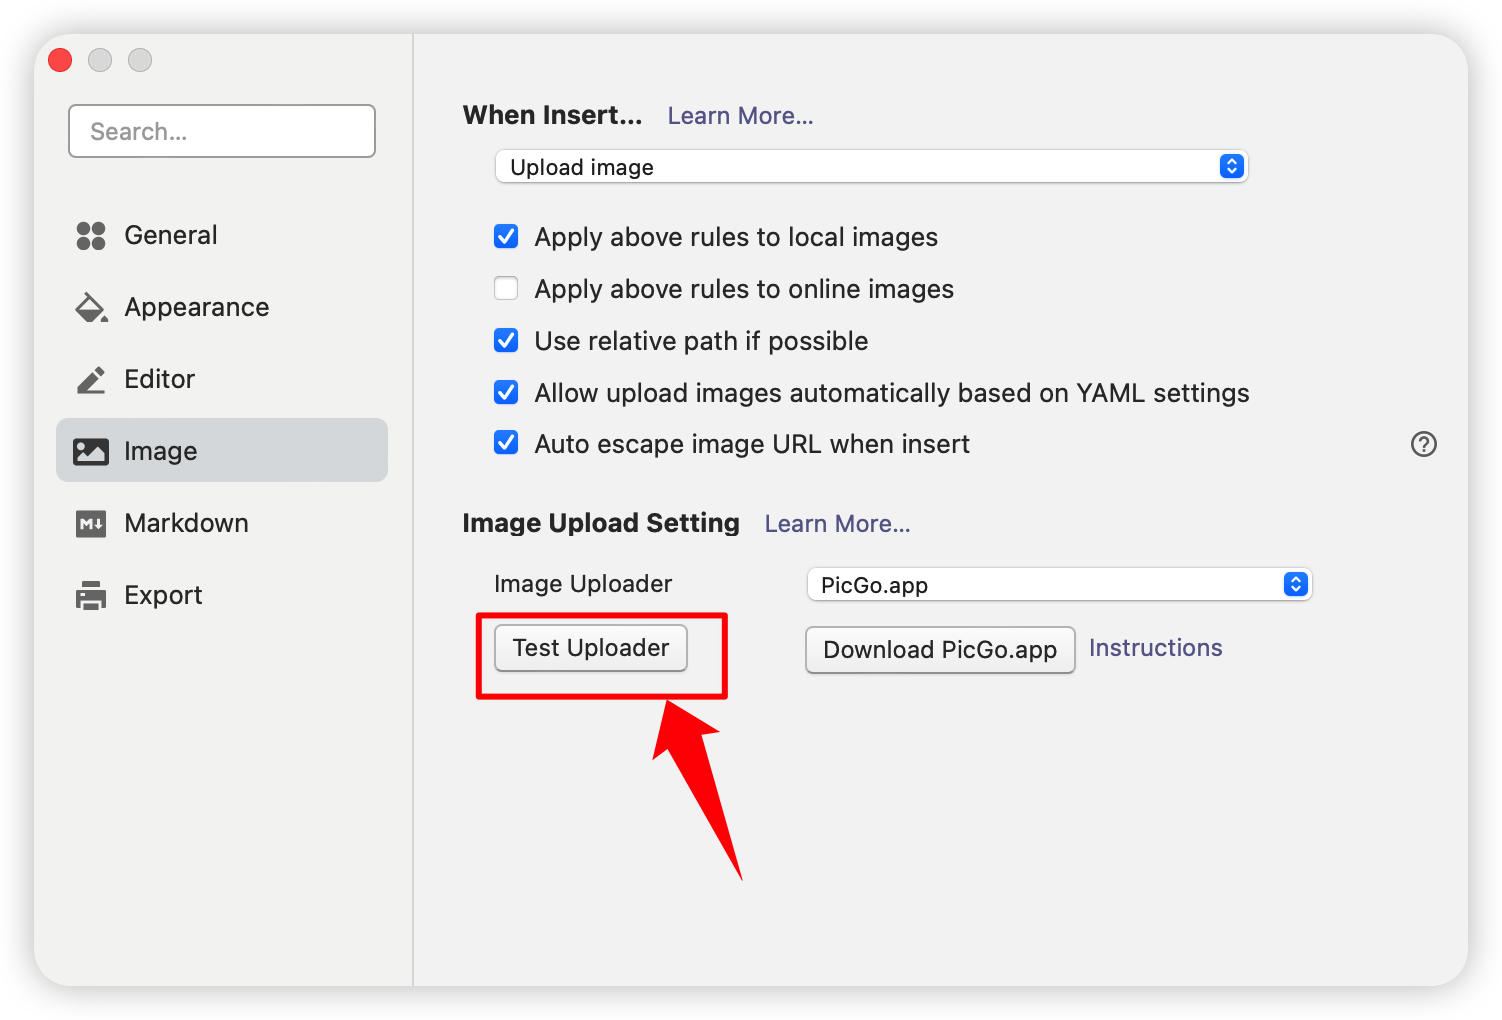 Search...
General
Appearance
Editor
Image
Markdown
Export
When Insert... Learn More...
Upload image
Apply above rules to local images
Apply above rules to online images
Use relative path if possible
Allow upload images automatically based on YAML settings
Auto escape image URL when insert
Image Upload Setting Learn More...
Image Uploader PicGo.app
Test Uploader Download PicGo.app Instructions